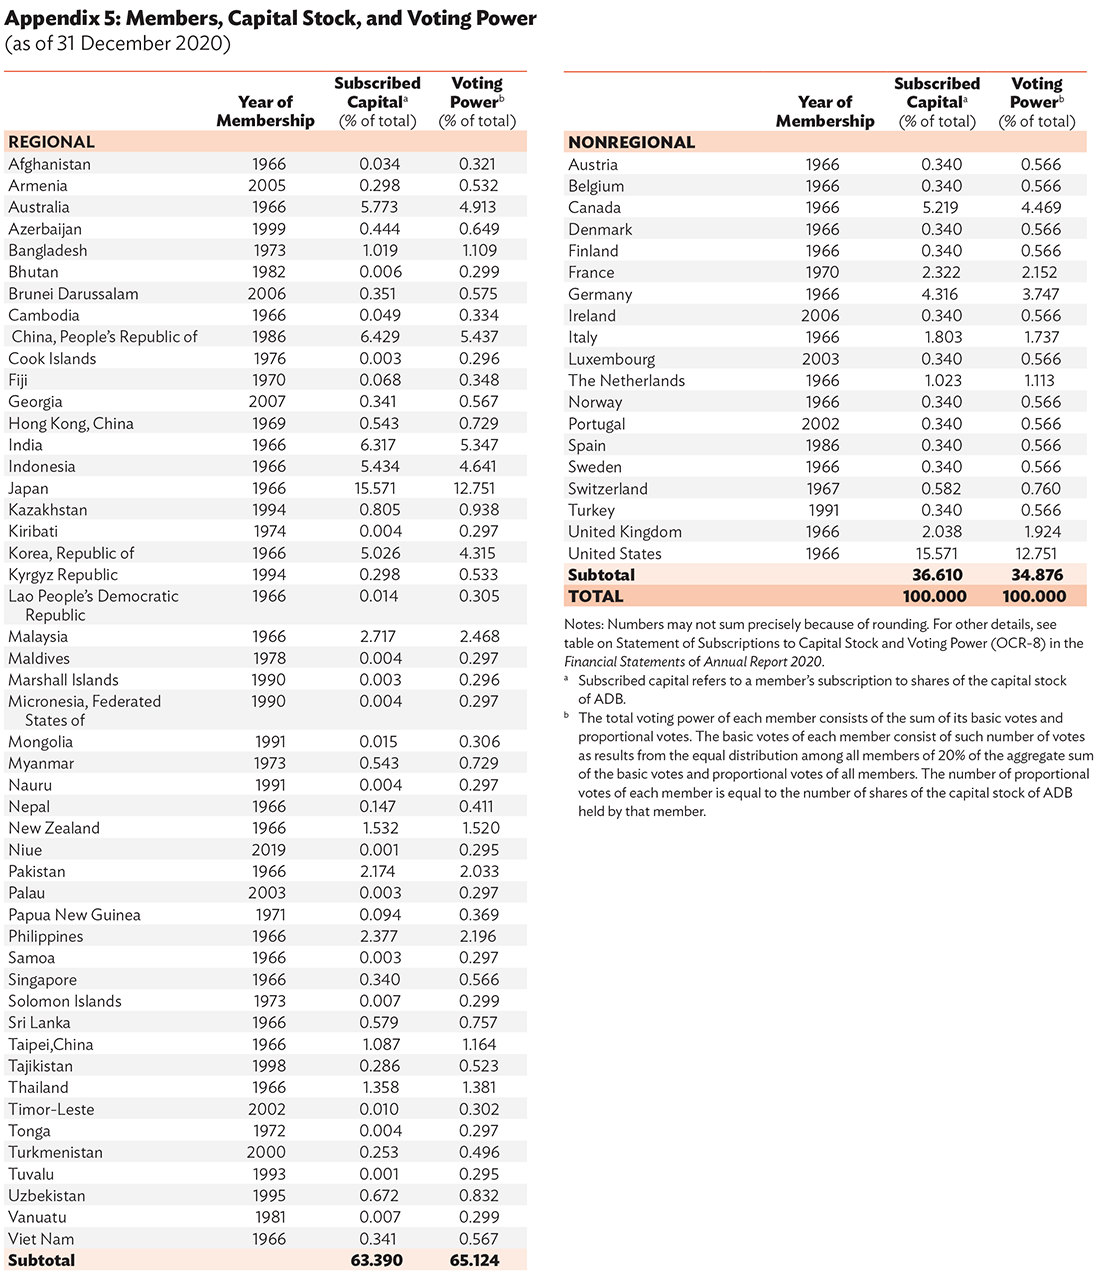 Appendix 5: Members, Capital Stock, and Voting Power
(as of 31 December 2020)
Year of Membership Subscribed Capitalᵃ (% of total) Voting Powerᵇ (% of total)
REGIONAL
Afghanistan 1966 0.034 0.321
Armenia 2005 0.298 0.532
Australia 1966 5.773 4.913
Azerbaijan 1999 0.444 0.649
Bangladesh 1973 1.019 1.109
Bhutan 1982 0.006 0.299
Brunei Darussalam 2006 0.351 0.575
Cambodia 1966 0.049 0.334
China, People's Republic of 1986 6.429 5.437
Cook Islands 1976 0.003 0.296
Fiji 1970 0.068 0.348
Georgia 2007 0.341 0.567
Hong Kong, China 1969 0.543 0.729
India 1966 6.317 5.347
Indonesia 1966 5.434 4.641
Japan 1966 15.571 12.751
Kazakhstan 1994 0.805 0.938
Kiribati 1974 0.004 0.297
Korea, Republic of 1966 5.026 4.315
Kyrgyz Republic 1994 0.298 0.533
Lao People's Democratic 1966 0.014 0.305
Republic
Malaysia 1966 2.717 2.468
Maldives 1978 0.004 0.297
Marshall Islands 1990 0.003 0.296
Micronesia, Federated 1990 0.004 0.297
States of
Mongolia 1991 0.015 0.306
Myanmar 1973 0.543 0.729
Nauru 1991 0.004 0.297
Nepal 1966 0.147 0.411
New Zealand 1966 1.532 1.520
Niue 2019 0.001 0.295
Pakistan 1966 2.174 2.033
Palau 2003 0.003 0.297
Papua New Guinea 1971 0.094 0.369
Philippines 1966 2.377 2.196
Samoa 1966 0.003 0.297
Singapore 1966 0.340 0.566
Solomon Islands 1973 0.007 0.299
Sri Lanka 1966 0.579 0.757
Taipei,China 1966 1.087 1.164
Tajikistan 1998 0.286 0.523
Thailand 1966 1.358 1.381
Timor-Leste 2002 0.010 0.302
Tonga 1972 0.004 0.297
Turkmenistan 2000 0.253 0.496
Tuvalu 1993 0.001 0.295
Uzbekistan 1995 0.672 0.832
Vanuatu 1981 0.007 0.299
Viet Nam 1966 0.341 0.567
Subtotal 63.390 65.124
Year of Membership Subscribed Capitalᵃ (% of total) Voting Powerᵇ (% of total)
NONREGIONAL
Austria 1966 0.340 0.566
Belgium 1966 0.340 0.566
Canada 1966 5.219 4.469
Denmark 1966 0.340 0.566
Finland 1966 0.340 0.566
France 1970 2.322 2.152
Germany 1966 4.316 3.747
Ireland 2006 0.340 0.566
Italy 1966 1.803 1.737
Luxembourg 2003 0.340 0.566
The Netherlands 1966 1.023 1.113
Norway 1966 0.340 0.566
Portugal 2002 0.340 0.566
Spain 1986 0.340 0.566
Sweden 1966 0.340 0.566
Switzerland 1967 0.582 0.760
Turkey 1991 0.340 0.566
United Kingdom 1966 2.038 1.924
United States 1966 15.571 12.751
Subtotal 36.610 34.876
TOTAL 100.000 100.000
Notes: Numbers may not sum precisely because of rounding. For other details, see
table on Statement of Subscriptions to Capital Stock and Voting Power (OCR-8) in the
Financial Statements of Annual Report 2020.
ᵃ Subscribed capital refers to a member's subscription to shares of the capital stock
of ADB.
ᵇ The total voting power of each member consists of the sum of its basic votes and
proportional votes. The basic votes of each member consist of such number of votes
as results from the equal distribution among all members of 20% of the aggregate sum
of the basic votes and proportional votes of all members. The number of proportional
votes of each member is equal to the number of shares of the capital stock of ADB
held by that member.